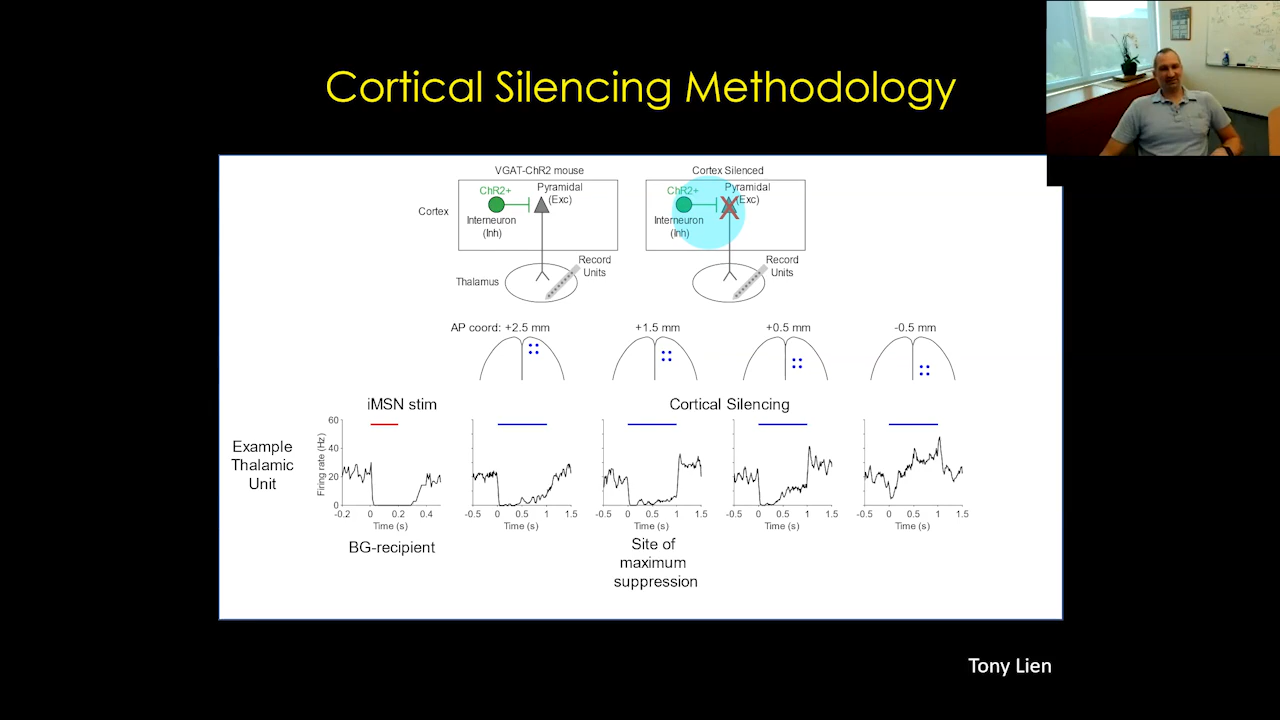 Cortical Silencing Methodology
VGAT-ChR2 mouse
Cortex Silenced
Cortex
ChR2+
Pyramidal
(Exc)
Interneuron
(Inh)
ChR2+
Pyramidal
(Exc)
Interneuron
(Inh)
Thalamus
Record
Units
Record
Units
AP coord: +2.5 mm
+1.5 mm
+0.5 mm
-0.5 mm
iMSN stim
Cortical Silencing
Example
Thalamic
Unit
Firing rate (Hz)
60
40
20
0
-0.2 0 0.2 0.4
-0.5 0 0.5 1 1.5
-0.5 0 0.5 1 1.5
-0.5 0 0.5 1 1.5
-0.5 0 0.5 1 1.5
Time (s)
Time (s)
Time (s)
Time (s)
Time (s)
BG-recipient
Site of
maximum
suppression
Tony Lien